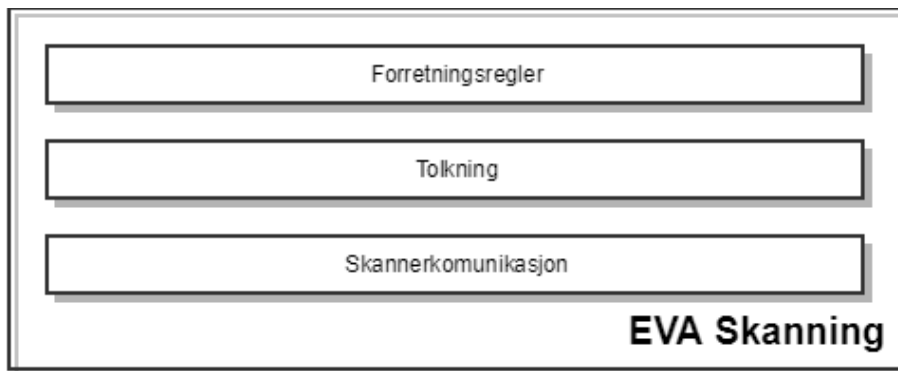 Forretningsregler
Tolkning
Skannerkomunikasjon
EVA Skanning